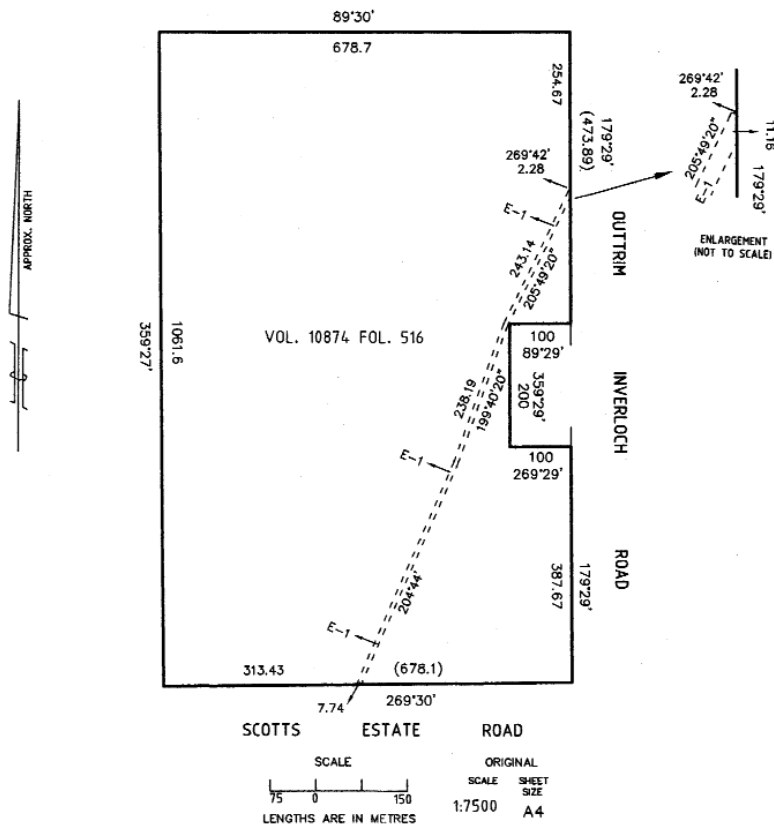 89°30'
678.7
254.67
179°29'
(473.89)
269°42'
2.28
269°42'
2.28
205°49'20"
E-1
11.16
179°29'
ENLARGEMENT
(NOT TO SCALE)
APPROX. NORTH
E-1
243.14
205°49'20"
OUTTRIM
359°27'
1061.6
VOL. 10874 FOL. 516
100
89°29'
359°29'
200
INVERLOCH
238.19
199°40'20"
E-1
100
269°29'
204°44'
387.67
179°29'
ROAD
E-1
313.43
(678.1)
7.74
269°30'
SCOTTS ESTATE ROAD
SCALE
75 0 150
LENGTHS ARE IN METRES
ORIGINAL
SCALE SHEET SIZE
1:7500 A4